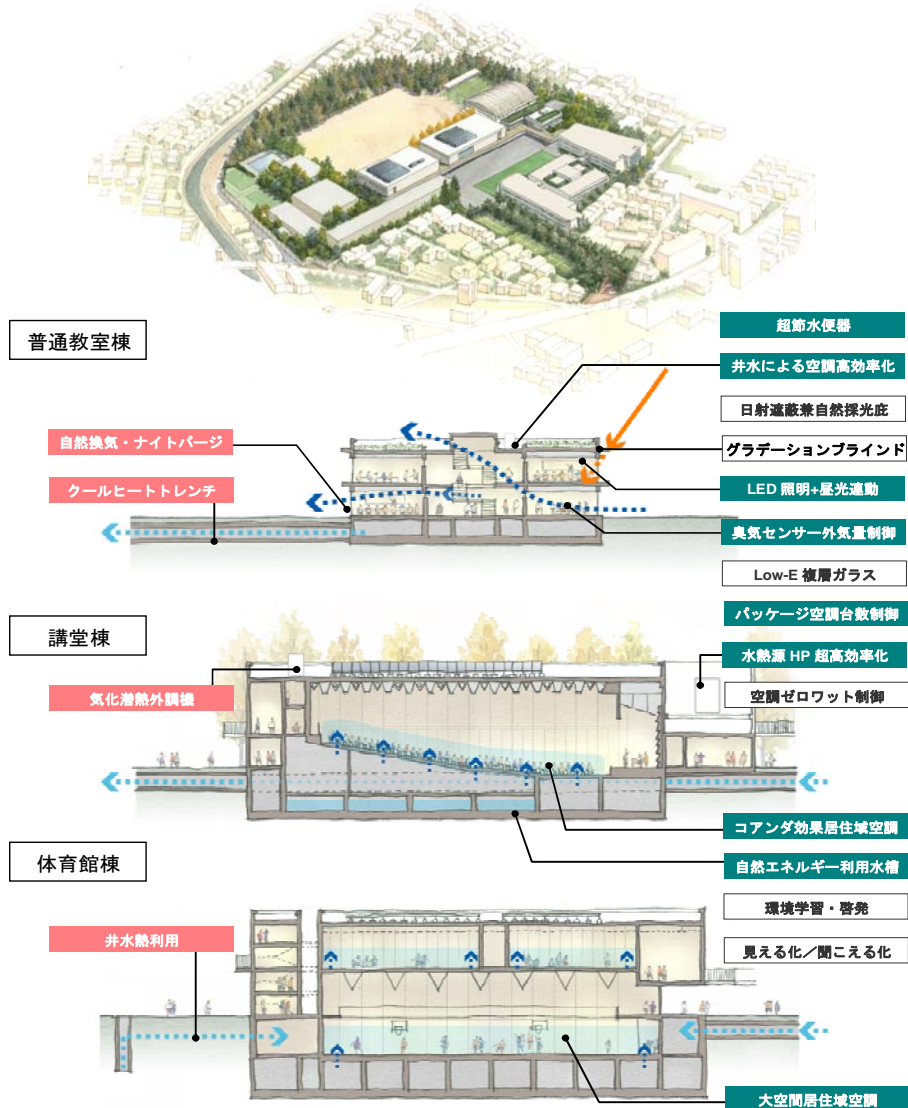 普通教室棟
超節水便器
井水による空調高効率化
日射遮蔽兼自然採光庇
自然換気・ナイトパージ
グラデーションブラインド
クールヒートトレンチ
LED 照明+昼光連動
臭気センサー外気量制御
Low-E 複層ガラス
講堂棟
パッケージ空調台数制御
水熱源 HP 超高効率化
気化潜熱外調機
空調ゼロワット制御
コアンダ効果居住域空調
体育館棟
自然エネルギー利用水槽
環境学習・啓発
井水熱利用
見える化／聞こえる化
大空間居住域空調